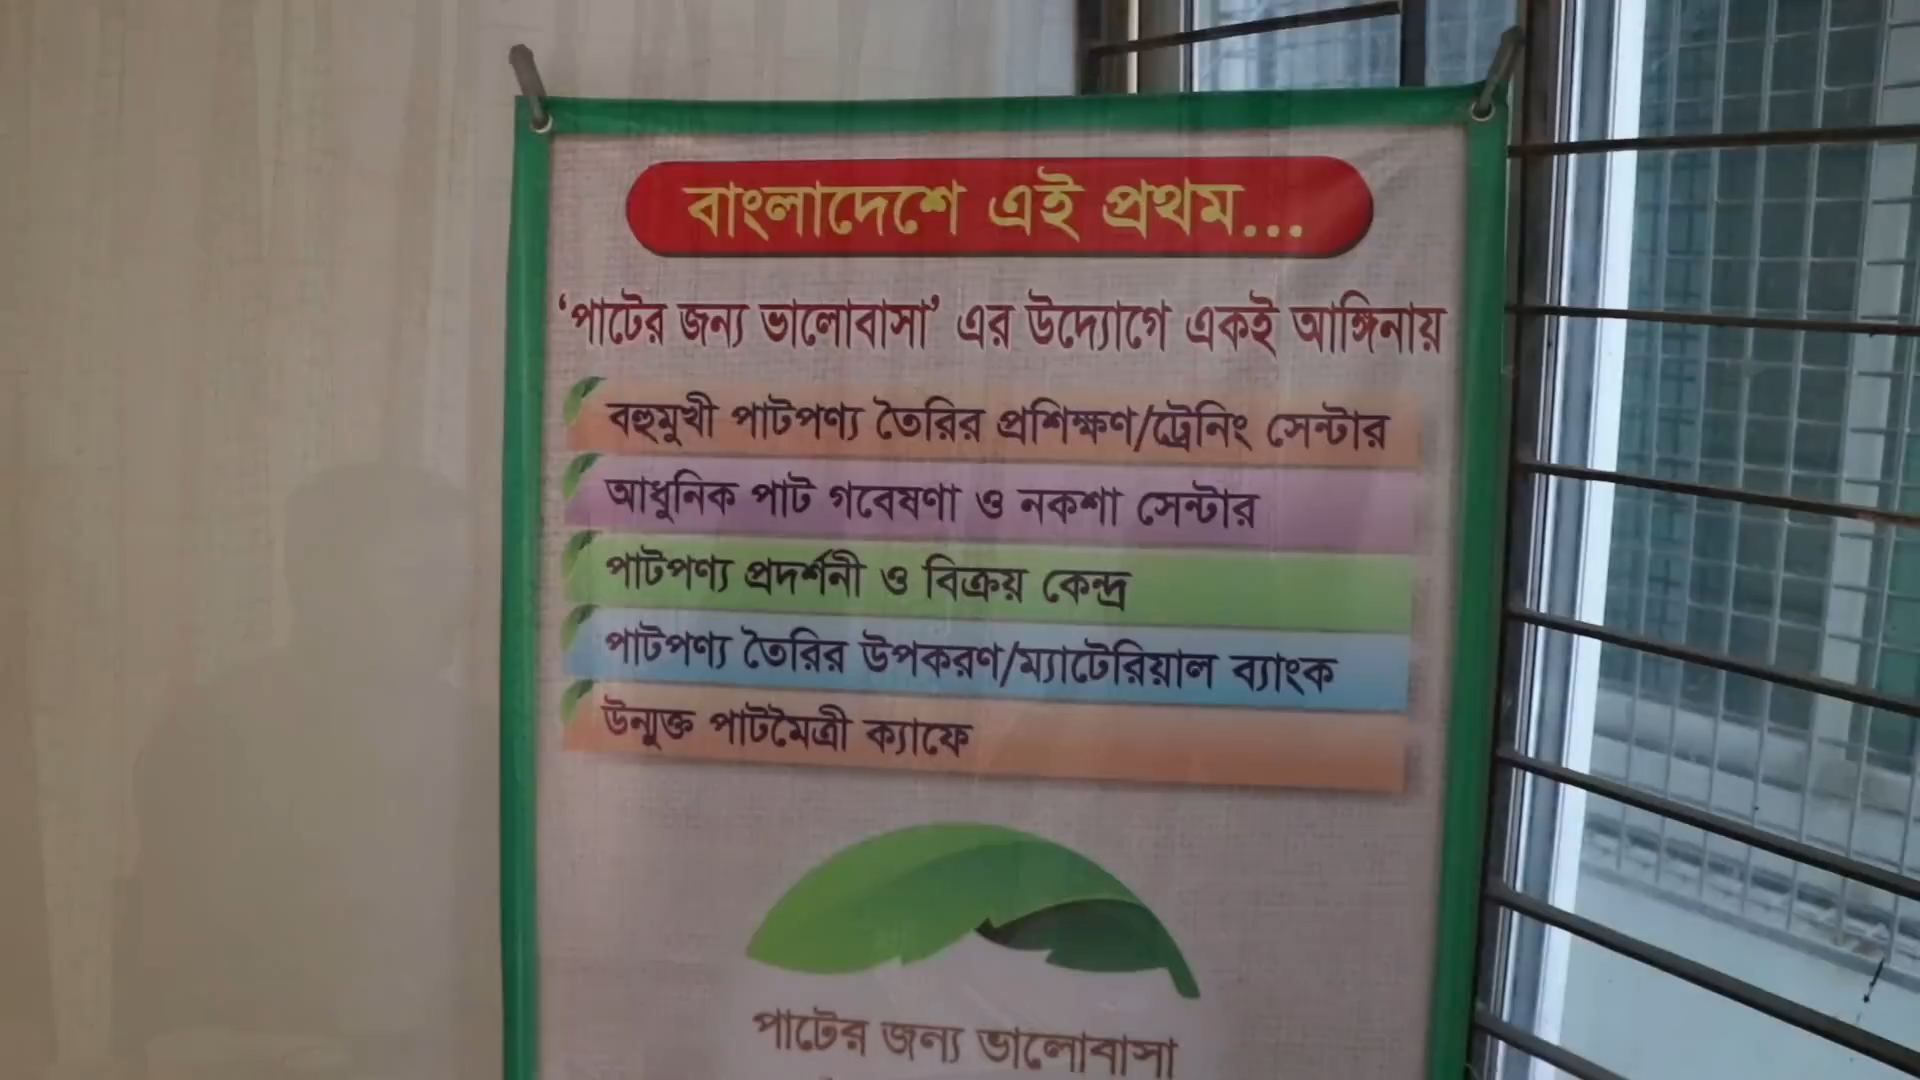 বাংলাদেশে এই প্রথম...
‘পাটের জন্য ভালোবাসা’ এর উদ্যোগে একই আঙ্গিনায়
বহুমুখী পাটপণ্য তৈরির প্রশিক্ষণ/ট্রেনিং সেন্টার
আধুনিক পাট গবেষণা ও নকশা সেন্টার
পাটপণ্য প্রদর্শনী ও বিক্রয় কেন্দ্র
পাটপণ্য তৈরির উপকরণ/ম্যাটেরিয়াল ব্যাংক
উন্মুক্ত পাটমৈত্রী ক্যাফে
পাটের জন্য ভালোবাসা